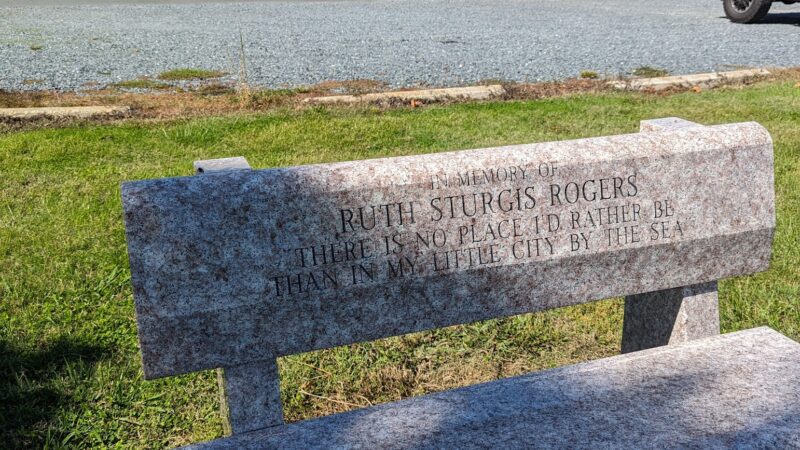 IN MEMORY OF
RUTH STURGIS ROGERS
THERE IS NO PLACE I'D RATHER BE
THAN IN MY LITTLE CITY BY THE SEA